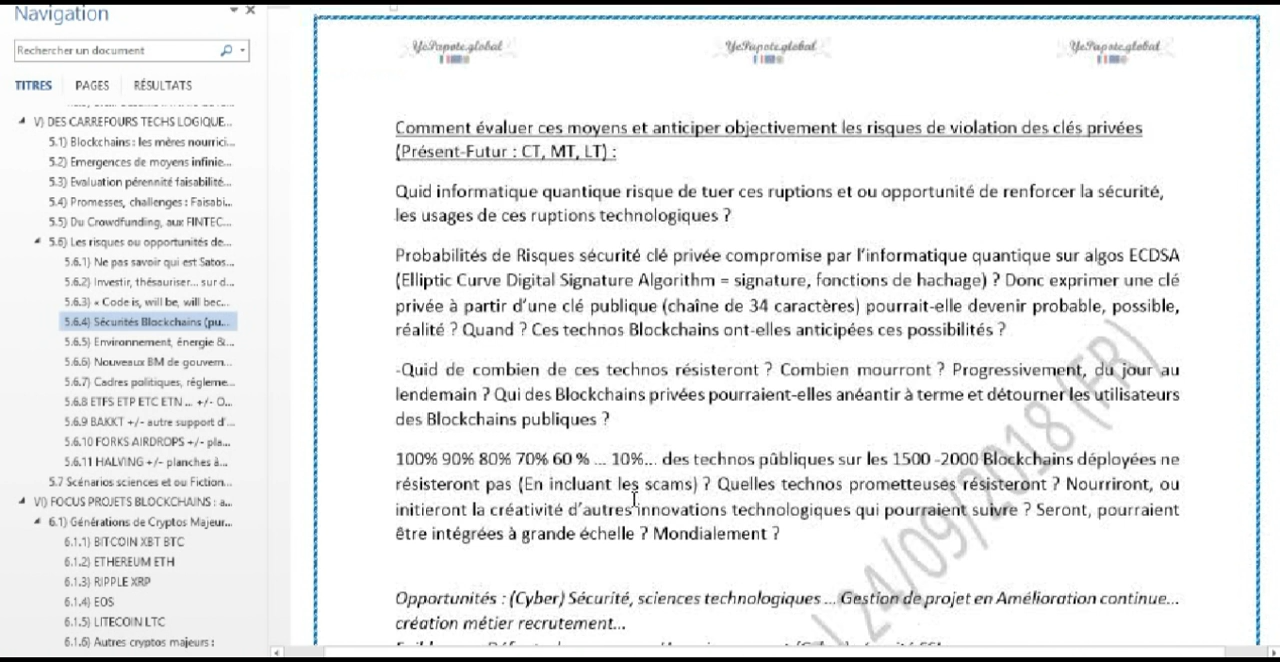 Navigation
Rechercher un document
TITRES PAGES RÉSULTATS
V) DES CARREFOURS TECHS LOGIQUE...
5.1) Blockchains : les mères nourrici...
5.2) Emergences de moyens infinie...
5.3) Evaluation pérennité faisabilité...
5.4) Promesses, challenges : Faisabi...
5.5) Du Crowdfunding, aux FINTEC...
5.6) Les risques ou opportunités de...
5.6.1) Ne pas savoir qui est Satos...
5.6.2) Investir, thésauriser... sur d...
5.6.3) « Code is, will be, will bec...
5.6.4) Sécurités Blockchains (pu...
5.6.5) Environnement, énergie &...
5.6.6) Nouveaux BM de gouvern...
5.6.7) Cadres politiques, régleme...
5.6.8 ETFS ETP ETC ETN ... +/- O...
5.6.9 BAKKT +/- autre support d'...
5.6.10 FORKS AIRDROPS +/- pla...
5.6.11 HALVING +/- planches à...
5.7 Scénarios sciences et ou Fiction...
VI) FOCUS PROJETS BLOCKCHAINS : a...
6.1) Générations de Cryptos Majeur...
6.1.1) BITCOIN XBT BTC
6.1.2) ETHEREUM ETH
6.1.3) RIPPLE XRP
6.1.4) EOS
6.1.5) LITECOIN LTC
6.1.6) Autres cryptos majeurs :
YesPapote.global YesPapote.global YesPapote.global
Comment évaluer ces moyens et anticiper objectivement les risques de violation des clés privées
(Présent-Futur : CT, MT, LT) :
Quid informatique quantique risque de tuer ces ruptions et ou opportunité de renforcer la sécurité,
les usages de ces ruptions technologiques ?
Probabilités de Risques sécurité clé privée compromise par l'informatique quantique sur algos ECDSA
(Elliptic Curve Digital Signature Algorithm = signature, fonctions de hachage) ? Donc exprimer une clé
privée à partir d'une clé publique (chaîne de 34 caractères) pourrait-elle devenir probable, possible,
réalité ? Quand ? Ces technos Blockchains ont-elles anticipées ces possibilités ?
-Quid de combien de ces technos résisteront ? Combien mourront ? Progressivement, du jour au
lendemain ? Qui des Blockchains privées pourraient-elles anéantir à terme et détourner les utilisateurs
des Blockchains publiques ?
100% 90% 80% 70% 60 % ... 10%... des technos pûbliques sur les 1500 -2000 Blockchains déployées ne
résisteront pas (En incluant les scams) ? Quelles technos prometteuses résisteront ? Nourriront, ou
initieront la créativité d'autres innovations technologiques qui pourraient suivre ? Seront, pourraient
être intégrées à grande échelle ? Mondialement ?
Opportunités : (Cyber) Sécurité, sciences technologiques ... Gestion de projet en Amélioration continue...
création métier recrutement...
24/09/2018 (FR)